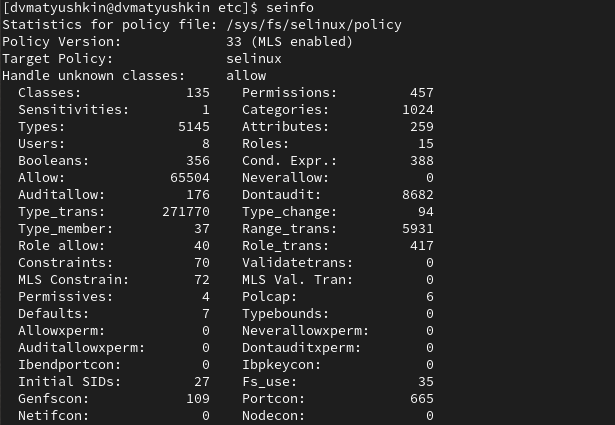 [dvmatyushkin@dvmatyushkin etc]$ seinfo
Statistics for policy file: /sys/fs/selinux/policy
Policy Version:             33 (MLS enabled)
Target Policy:              selinux
Handle unknown classes:     allow
  Classes:             135    Permissions:         457
  Sensitivities:         1    Categories:         1024
  Types:              5145    Attributes:          259
  Users:                 8    Roles:                15
  Booleans:            356    Cond. Expr.:         388
  Allow:             65504    Neverallow:            0
  Auditallow:          176    Dontaudit:          8682
  Type_trans:       271770    Type_change:          94
  Type_member:          37    Range_trans:        5931
  Role allow:           40    Role_trans:          417
  Constraints:          70    Validatetrans:         0
  MLS Constrain:        72    MLS Val. Tran:         0
  Permissives:           4    Polcap:                6
  Defaults:              7    Typebounds:            0
  Allowxperm:            0    Neverallowxperm:       0
  Auditallowxperm:       0    Dontauditxperm:        0
  Ibendportcon:          0    Ibpkeycon:             0
  Initial SIDs:         27    Fs_use:               35
  Genfscon:            109    Portcon:             665
  Netifcon:              0    Nodecon:               0